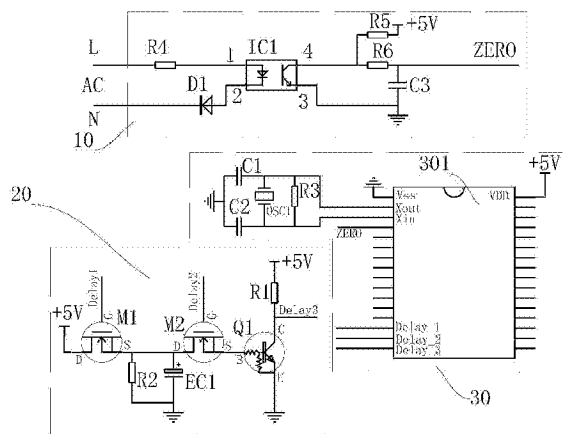 L
AC
N
R4
1
IC1
4
2
3
D1
R5
+5V
R6
ZERO
C3
10
C1
C2
OSC1
R3
ZERO
301
+5V
Vss
VDD
Xout
Xin
Delay_1
Delay_2
Delay_3
30
20
+5V
Delay1
M1
G
D
S
R2
EC1
+
Delay2
M2
G
D
S
+5V
R1
Delay3
Q1
B
C
E